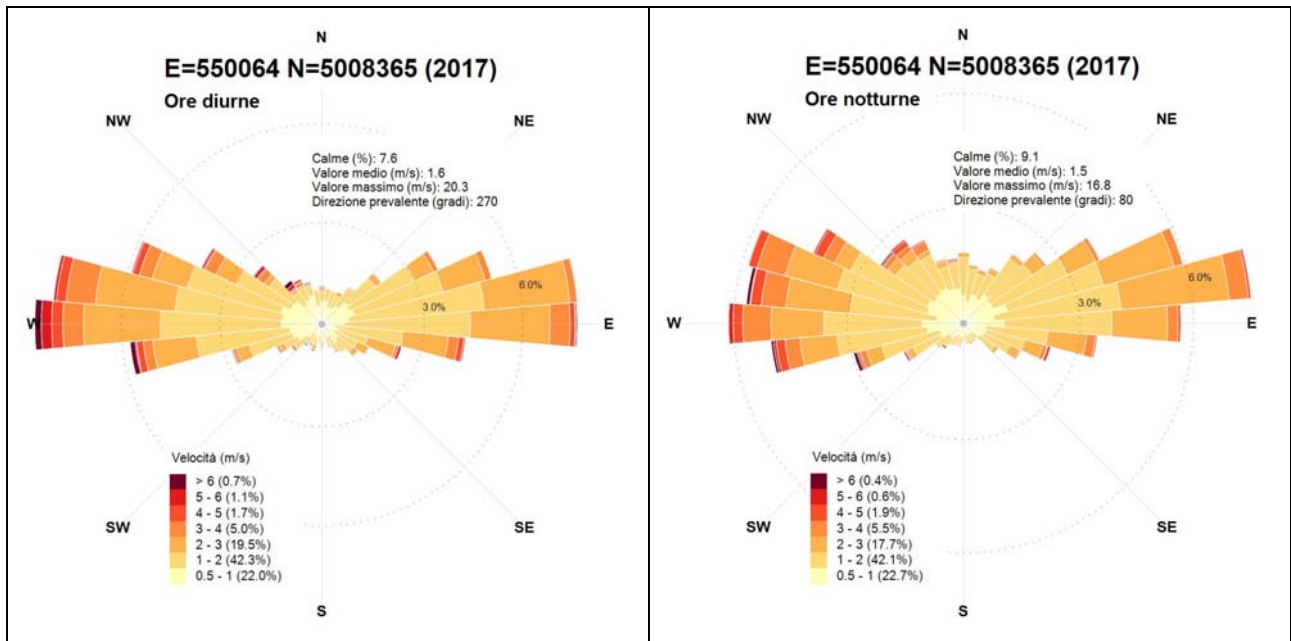 N
E=550064 N=5008365 (2017)
Ore diurne
NW
NE
Calme (%): 7.6
Valore medio (m/s): 1.6
Valore massimo (m/s): 20.3
Direzione prevalente (gradi): 270
6.0%
3.0%
W
E
Velocità (m/s)
> 6 (0.7%)
5 - 6 (1.1%)
4 - 5 (1.7%)
3 - 4 (5.0%)
2 - 3 (19.5%)
1 - 2 (42.3%)
0.5 - 1 (22.0%)
SW
SE
S
N
E=550064 N=5008365 (2017)
Ore notturne
NW
NE
Calme (%): 9.1
Valore medio (m/s): 1.5
Valore massimo (m/s): 16.8
Direzione prevalente (gradi): 80
6.0%
3.0%
W
E
Velocità (m/s)
> 6 (0.4%)
5 - 6 (0.6%)
4 - 5 (1.9%)
3 - 4 (5.5%)
2 - 3 (17.7%)
1 - 2 (42.1%)
0.5 - 1 (22.7%)
SW
SE
S